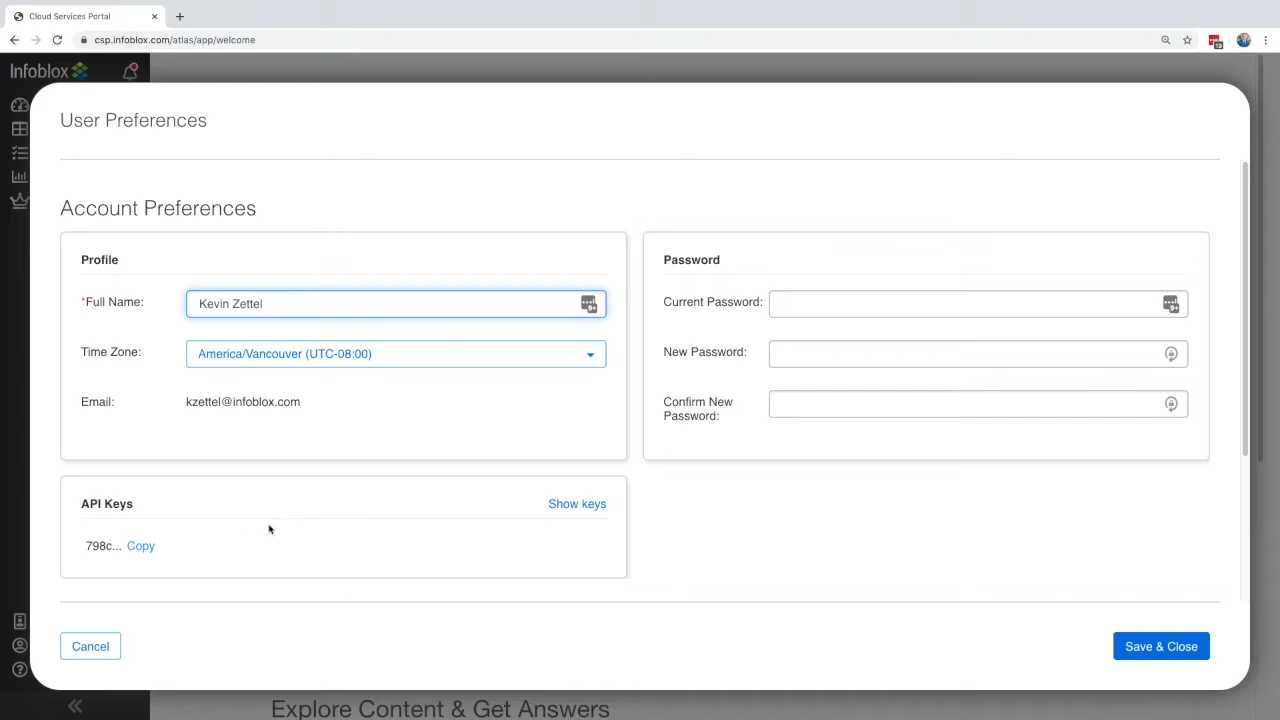 Cloud Services Portal
csp.infoblox.com/atlas/app/welcome
Infoblox
User Preferences
Account Preferences
Profile
*Full Name:
Kevin Zettel
Time Zone:
America/Vancouver (UTC-08:00)
Email:
kzettel@infoblox.com
Password
Current Password:
New Password:
Confirm New
Password:
API Keys
Show keys
798c... Copy
Cancel
Save & Close
Explore Content & Get Answers